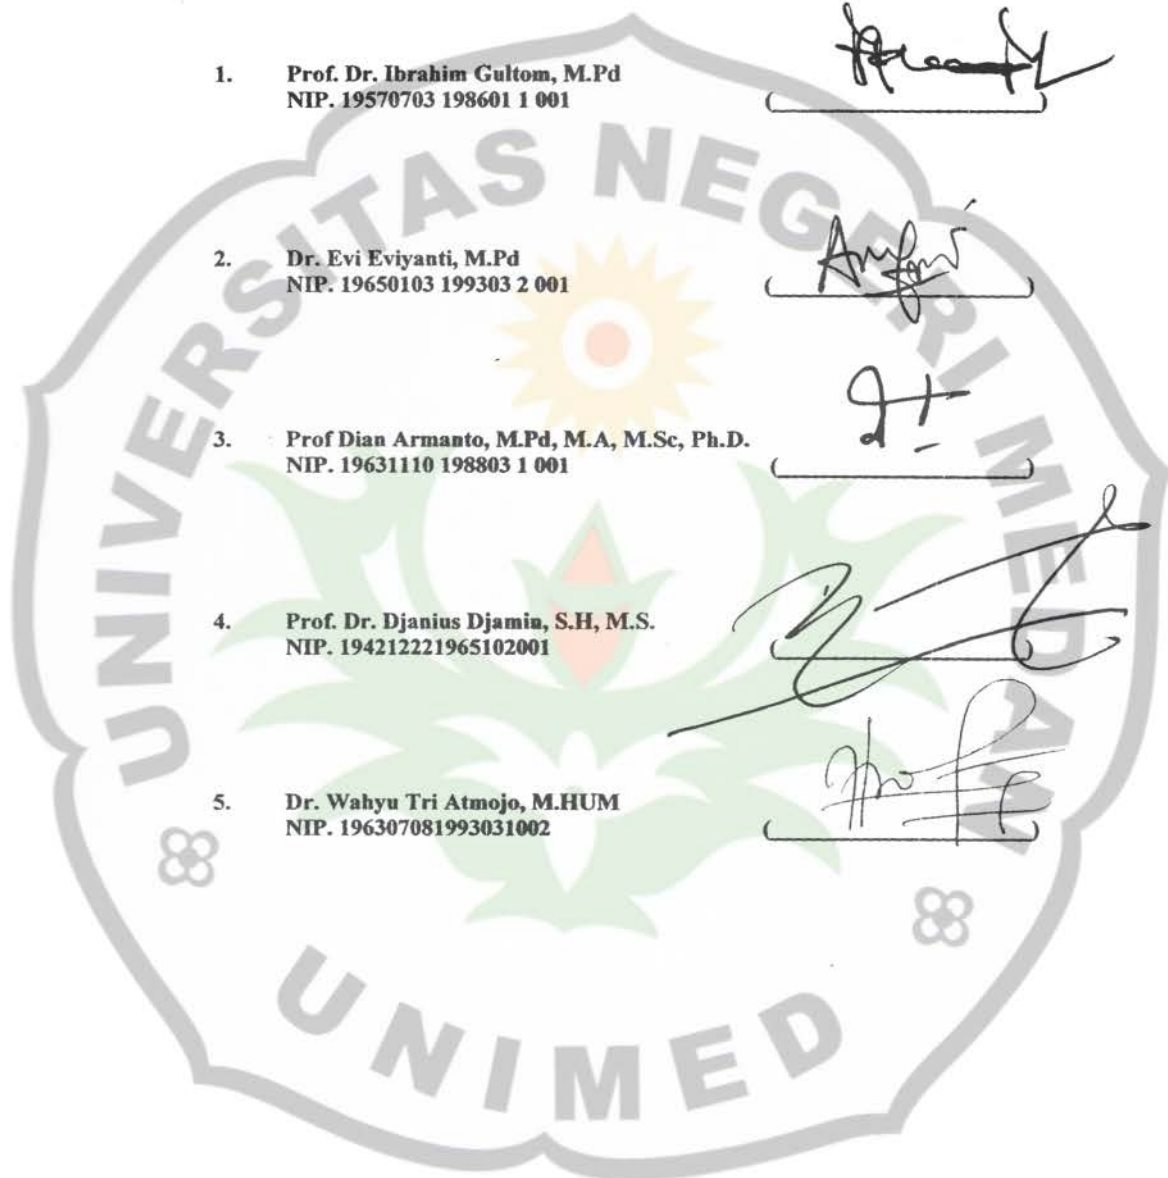 1. Prof. Dr. Ibrahim Gultom, M.Pd
NIP. 19570703 198601 1 001
2. Dr. Evi Eviyanti, M.Pd
NIP. 19650103 199303 2 001
3. Prof Dian Armanto, M.Pd, M.A, M.Sc, Ph.D.
NIP. 19631110 198803 1 001
4. Prof. Dr. Djanius Djamin, S.H, M.S.
NIP. 194212221965102001
5. Dr. Wahyu Tri Atmojo, M.HUM
NIP. 196307081993031002
UNIVERSITAS NEGERI MEDAN
UNIMED